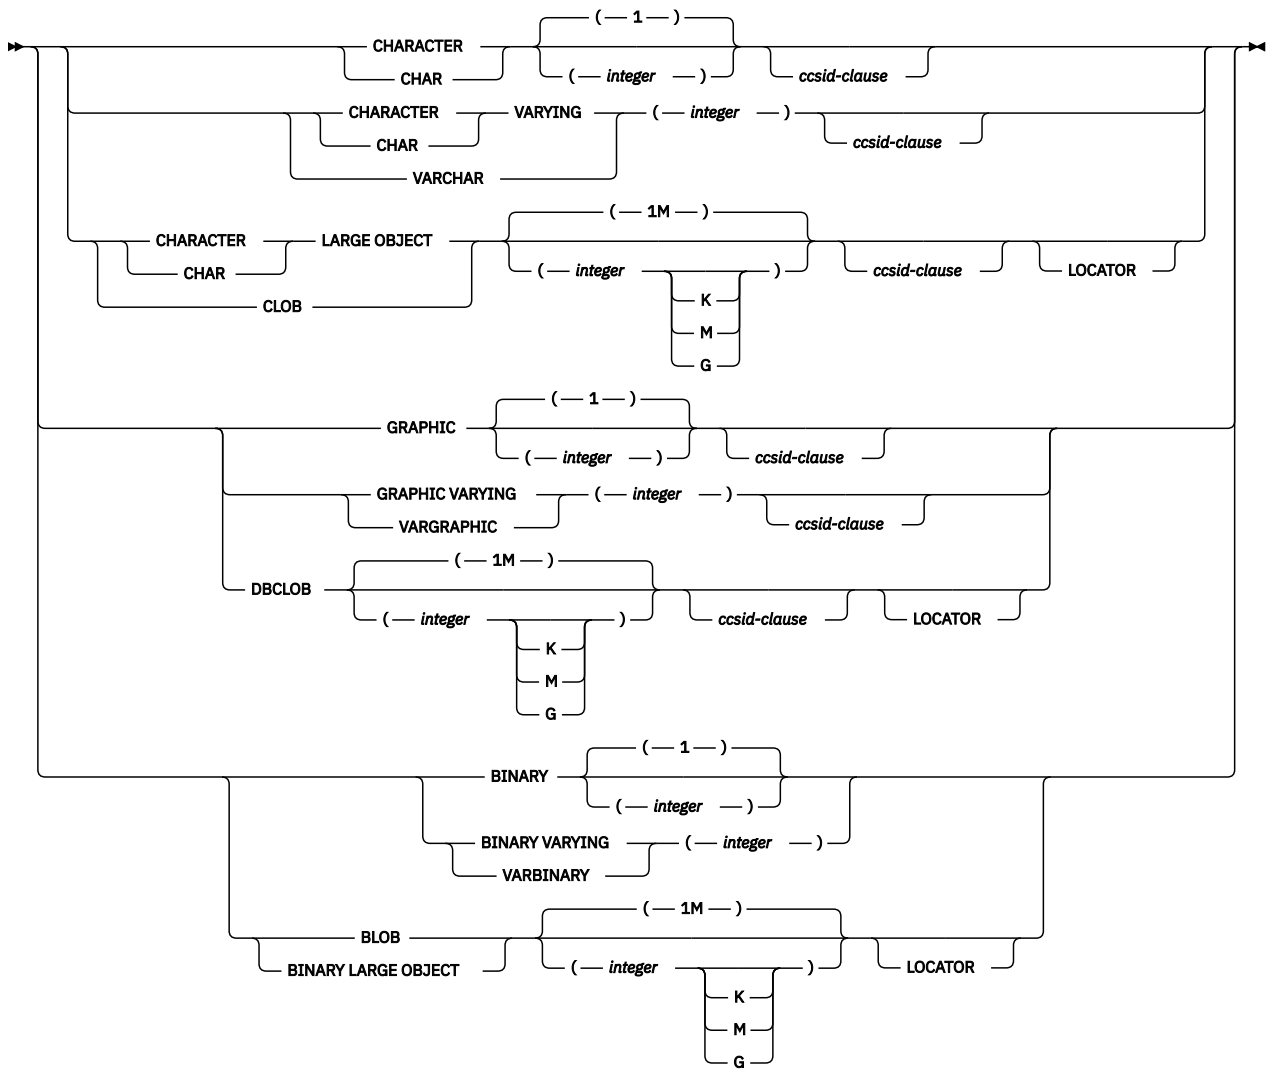 ( 1 )
CHARACTER
CHAR ( integer ) ccsid-clause
CHARACTER VARYING ( integer )
CHAR ccsid-clause
VARCHAR
( 1M )
CHARACTER LARGE OBJECT
CHAR ( integer ) ccsid-clause LOCATOR
CLOB K
M
G
( 1 )
GRAPHIC
( integer ) ccsid-clause
GRAPHIC VARYING ( integer )
VARGRAPHIC ccsid-clause
( 1M )
DBCLOB
( integer ) ccsid-clause LOCATOR
K
M
G
( 1 )
BINARY
( integer )
BINARY VARYING ( integer )
VARBINARY
( 1M )
BLOB
BINARY LARGE OBJECT ( integer ) LOCATOR
K
M
G